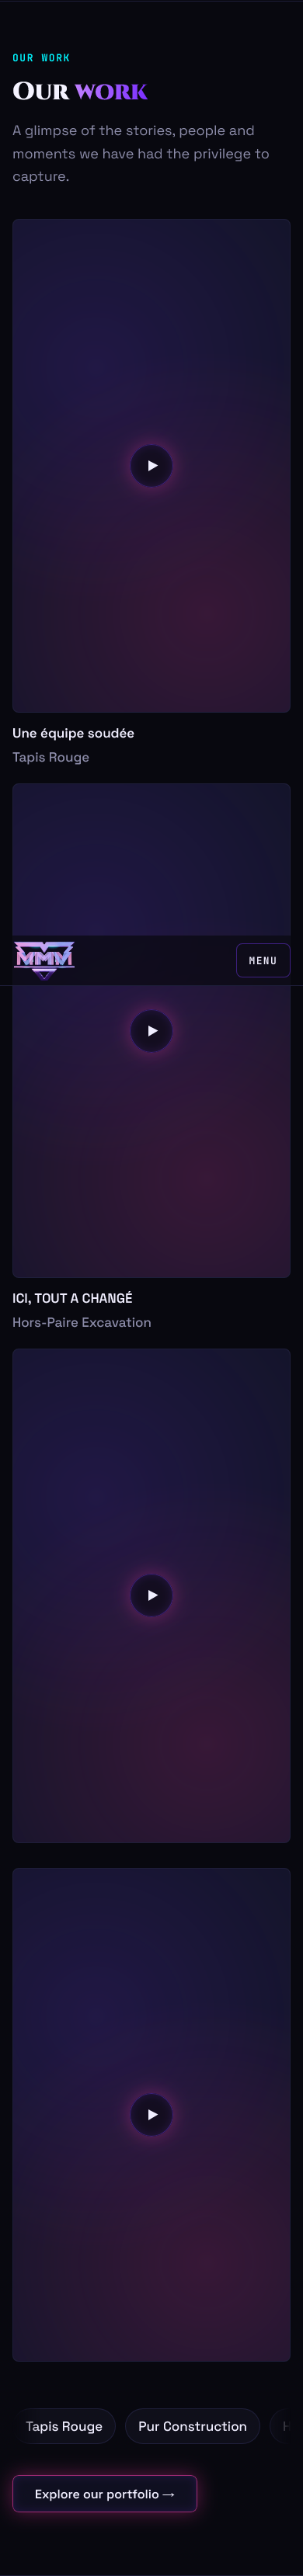 OUR WORK
OUR WORK
A glimpse of the stories, people and
moments we have had the privilege to
capture.
Une équipe soudée
Tapis Rouge
MMM
MENU
ICI, TOUT A CHANGÉ
Hors-Paire Excavation
Tapis Rouge
Pur Construction
Explore our portfolio →